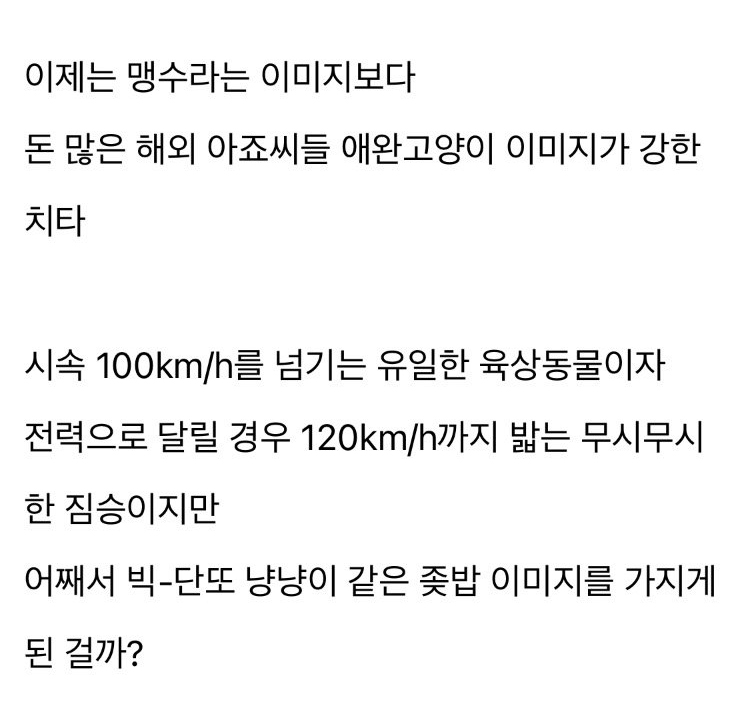 이제는 맹수라는 이미지보다
돈 많은 해외 아죠씨들 애완고양이 이미지가 강한
치타
시속 100km/h를 넘기는 유일한 육상동물이자
전력으로 달릴 경우 120km/h까지 밟는 무시무시
한 짐승이지만
어째서 빅-단또 냥냥이 같은 좆밥 이미지를 가지게
된 걸까?